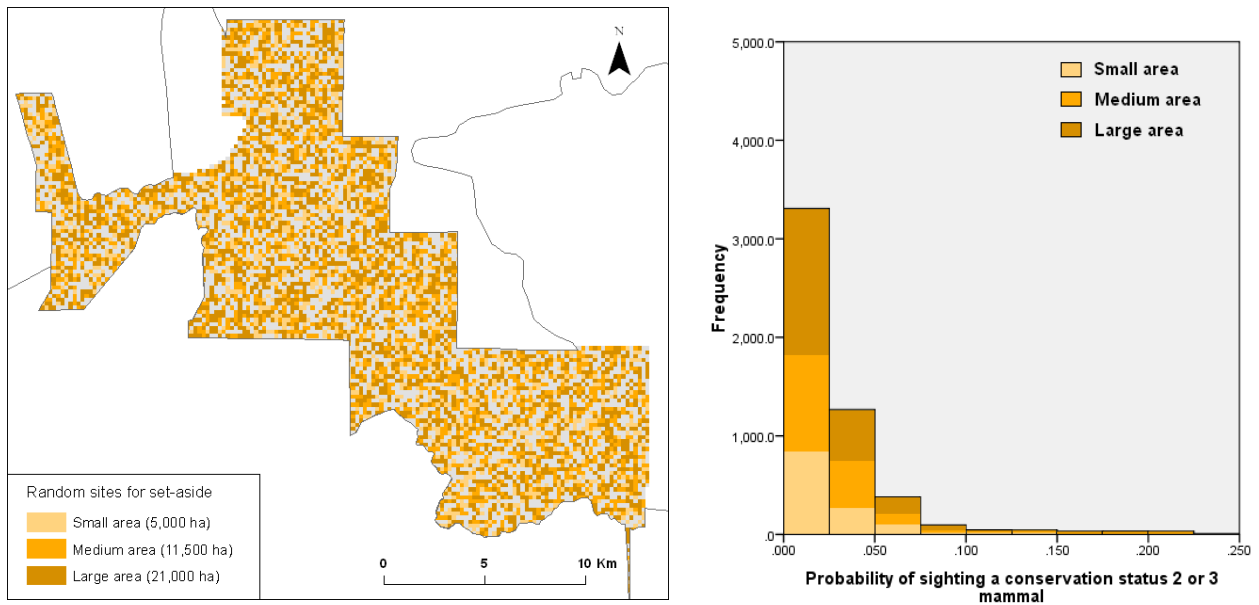 N
Random sites for set-aside
Small area (5,000 ha)
Medium area (11,500 ha)
Large area (21,000 ha)
0 5 10 Km
5,000.0
4,000.0
3,000.0
2,000.0
1,000.0
.0
Frequency
Small area
Medium area
Large area
.000 .050 .100 .150 .200 .250
Probability of sighting a conservation status 2 or 3
mammal